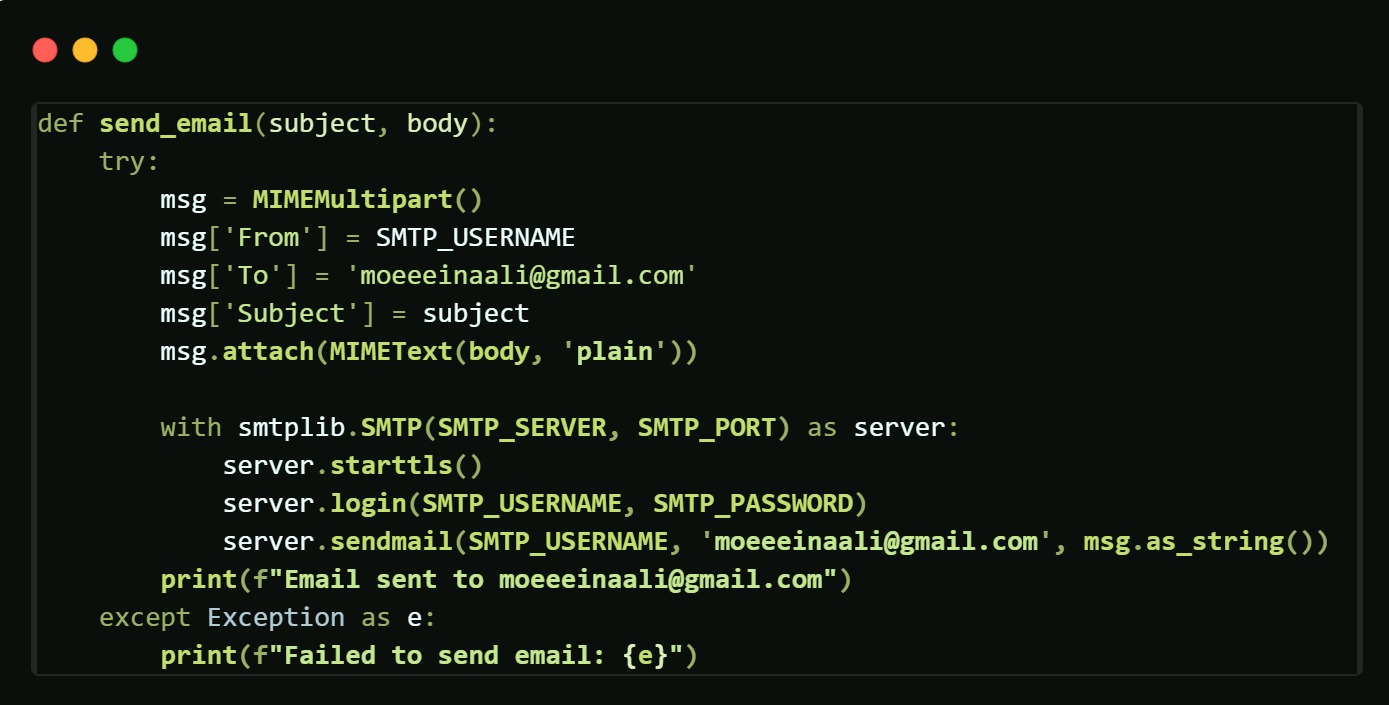 def send_email(subject, body):
    try:
        msg = MIMEMultipart()
        msg['From'] = SMTP_USERNAME
        msg['To'] = 'moeeeinaali@gmail.com'
        msg['Subject'] = subject
        msg.attach(MIMEText(body, 'plain'))

        with smtplib.SMTP(SMTP_SERVER, SMTP_PORT) as server:
            server.starttls()
            server.login(SMTP_USERNAME, SMTP_PASSWORD)
            server.sendmail(SMTP_USERNAME, 'moeeeinaali@gmail.com', msg.as_string())
        print(f"Email sent to moeeeinaali@gmail.com")
    except Exception as e:
        print(f"Failed to send email: {e}")